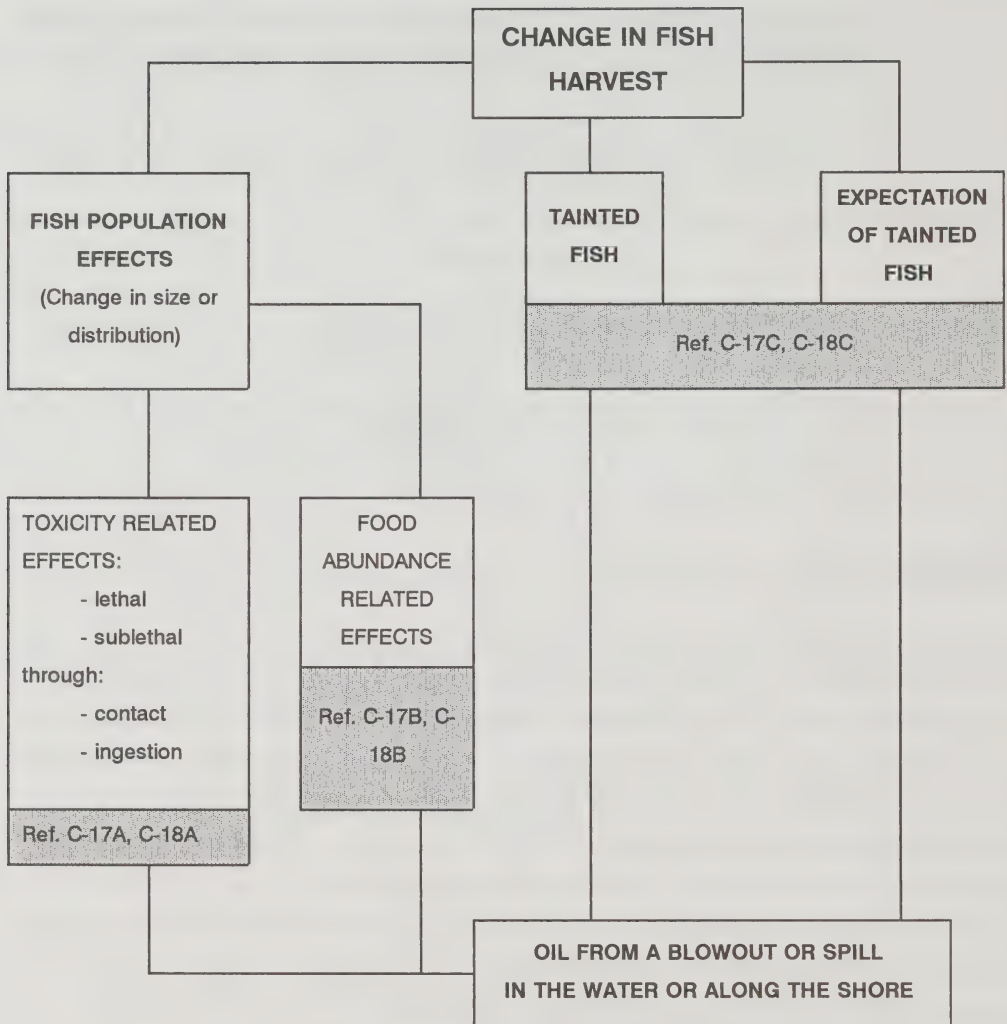 CHANGE IN FISH
HARVEST
FISH POPULATION
EFFECTS
(Change in size or
distribution)
TAINTED
FISH
EXPECTATION
OF TAINTED
FISH
Ref. C-17C, C-18C
TOXICITY RELATED
EFFECTS:
- lethal
- sublethal
through:
- contact
- ingestion
Ref. C-17A, C-18A
FOOD
ABUNDANCE
RELATED
EFFECTS
Ref. C-17B, C-
18B
OIL FROM A BLOWOUT OR SPILL
IN THE WATER OR ALONG THE SHORE